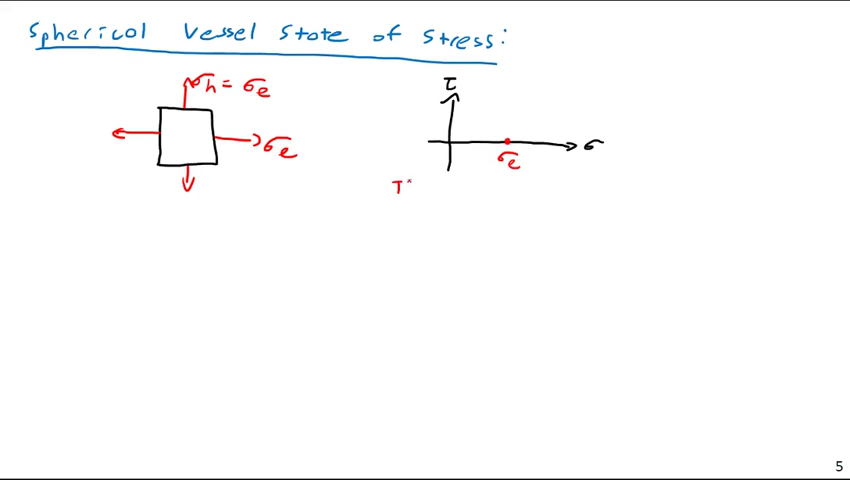 Spherical Vessel State of Stress:
σh = σe
τ
σ
σe
σe
5